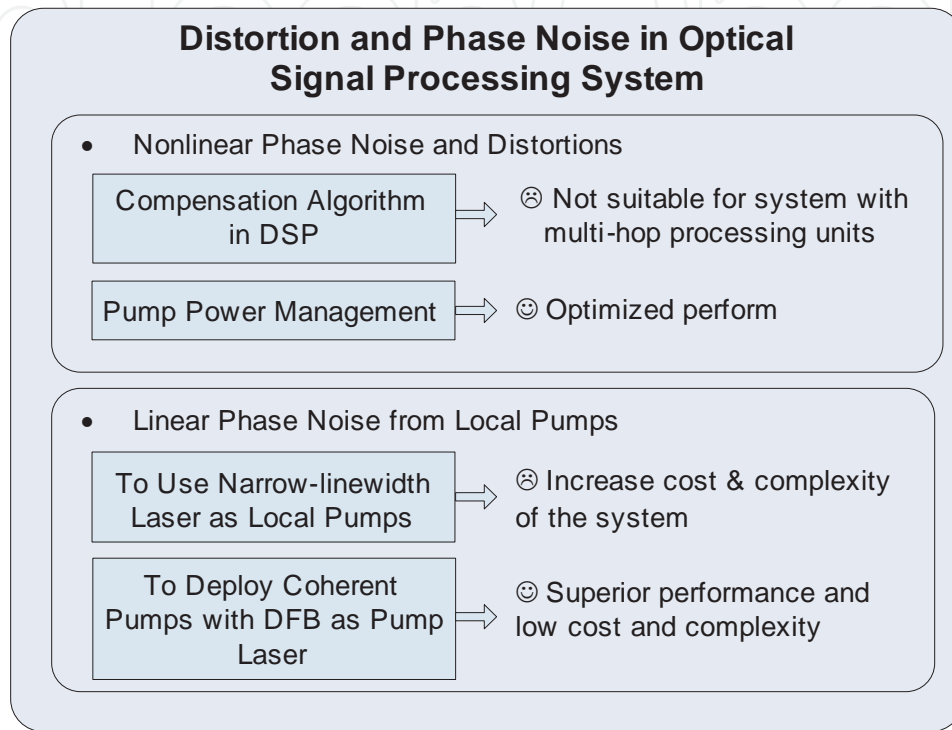 Distortion and Phase Noise in Optical
Signal Processing System
• Nonlinear Phase Noise and Distortions
Compensation Algorithm
in DSP
☹ Not suitable for system with
multi-hop processing units
Pump Power Management
☺ Optimized perform
• Linear Phase Noise from Local Pumps
To Use Narrow-linewidth
Laser as Local Pumps
☹ Increase cost & complexity
of the system
To Deploy Coherent
Pumps with DFB as Pump
Laser
☺ Superior performance and
low cost and complexity